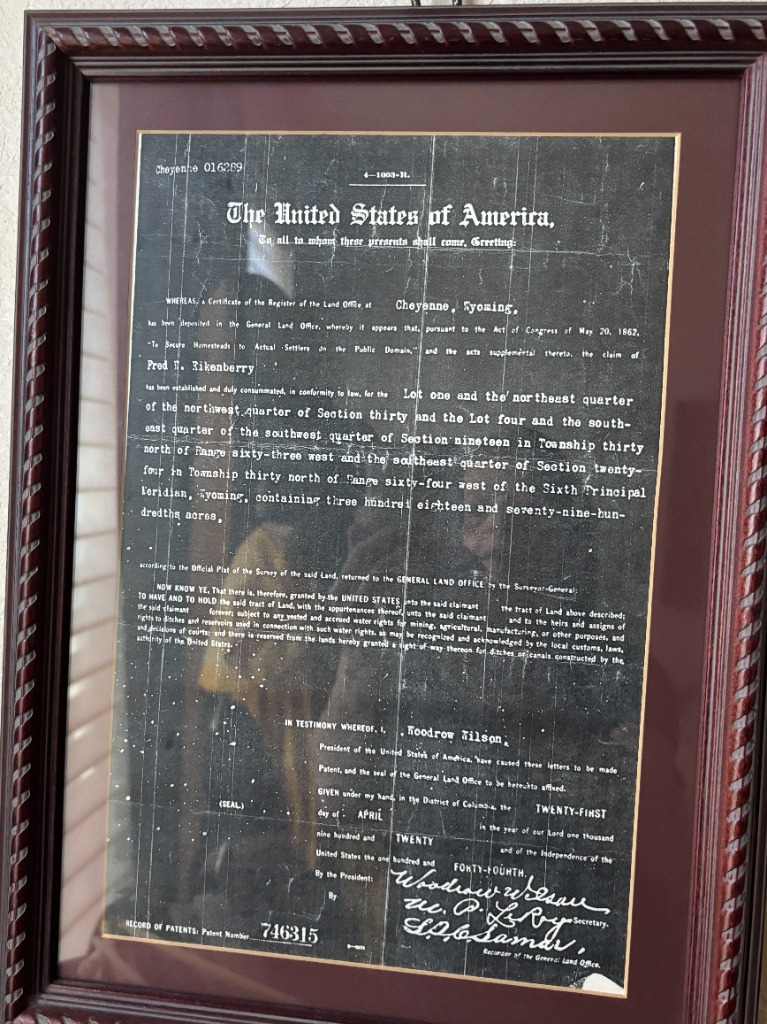 Cheyenne 016289
4—1003-R.
The United States of America,
To all to whom these presents shall come, Greeting:
WHEREAS, a Certificate of the Register of the Land Office at Cheyenne, Wyoming,
has been deposited in the General Land Office, whereby it appears that, pursuant to the Act of Congress of May 20, 1862,
"To Secure Homesteads to Actual Settlers on the Public Domain," and the acts supplemental thereto, the claim of
Fred W. Rikenberry
has been established and duly consummated, in conformity to law, for the Lot one and the northeast quarter
of the northwest quarter of Section thirty and the Lot four and the south-
east quarter of the southwest quarter of Section nineteen in Township thirty
north of Range sixty-three west and the southeast quarter of Section twenty-
four in Township thirty north of Range sixty-four west of the Sixth Principal
Meridian, Wyoming, containing three hundred eighteen and seventy-nine-hun-
dredths acres,
according to the Official Plat of the Survey of the said Land, returned to the GENERAL LAND OFFICE by the Surveyor-General:
NOW KNOW YE, That there is, therefore, granted by the UNITED STATES unto the said claimant the tract of Land above described;
TO HAVE AND TO HOLD the said tract of Land, with the appurtenances thereof, unto the said claimant and to the heirs and assigns of
the said claimant forever; subject to any vested and accrued water rights for mining, agricultural, manufacturing, or other purposes, and
rights to ditches and reservoirs used in connection with such water rights, as may be recognized and acknowledged by the local customs, laws,
and decisions of courts; and there is reserved from the lands hereby granted a right of way thereon for ditches or canals constructed by the
authority of the United States.
IN TESTIMONY WHEREOF, I, Woodrow Wilson,
President of the United States of America, have caused these letters to be made
Patent, and the seal of the General Land Office to be hereunto affixed.
GIVEN under my hand, in the District of Columbia, the TWENTY-FIRST
(SEAL)
day of APRIL in the year of our Lord one thousand
nine hundred and TWENTY and of the Independence of the
United States the one hundred and FORTY-FOURTH.
By the President: Woodrow Wilson
By M. P. LeRoy Secretary.
L. Q. C. Lamar,
Recorder of the General Land Office.
RECORD OF PATENTS: Patent Number 746315